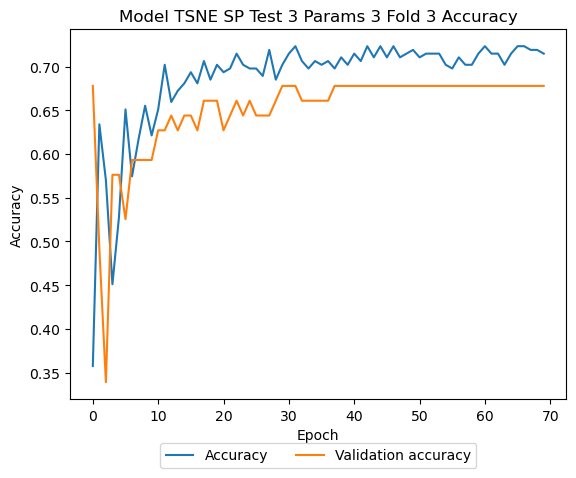 Model TSNE SP Test 3 Params 3 Fold 3 Accuracy
0.70
0.65
0.60
0.55
0.50
0.45
0.40
0.35
Accuracy
0 10 20 30 40 50 60 70
Epoch
Accuracy Validation accuracy